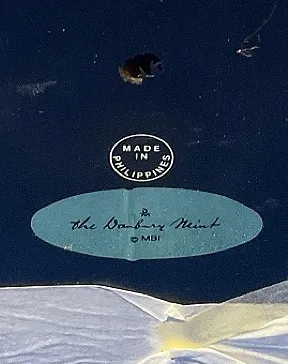 MADE
IN
PHILIPPINES
The Danbury Mint
© MBI